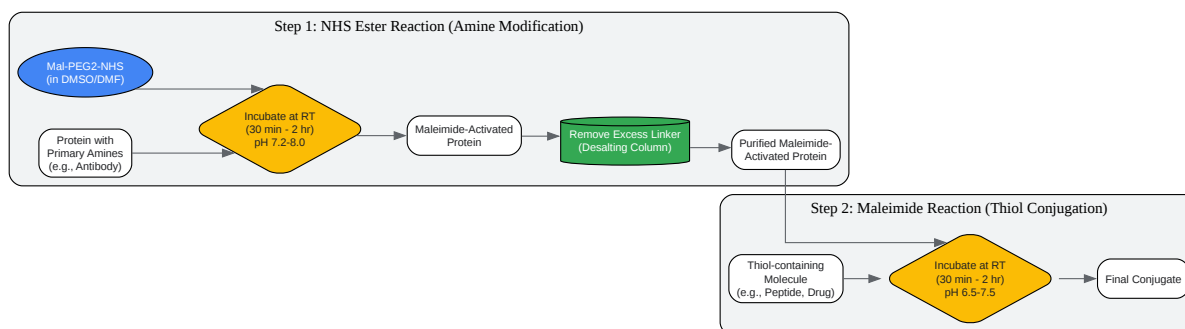 Step 1: NHS Ester Reaction (Amine Modification)
Mal-PEG2-NHS
(in DMSO/DMF)
Protein with
Primary Amines
(e.g., Antibody)
Incubate at RT
(30 min - 2 hr)
pH 7.2-8.0
Maleimide-Activated
Protein
Remove Excess Linker
(Desalting Column)
Purified Maleimide-
Activated Protein
Step 2: Maleimide Reaction (Thiol Conjugation)
Thiol-containing
Molecule
(e.g., Peptide, Drug)
Incubate at RT
(30 min - 2 hr)
pH 6.5-7.5
Final Conjugate